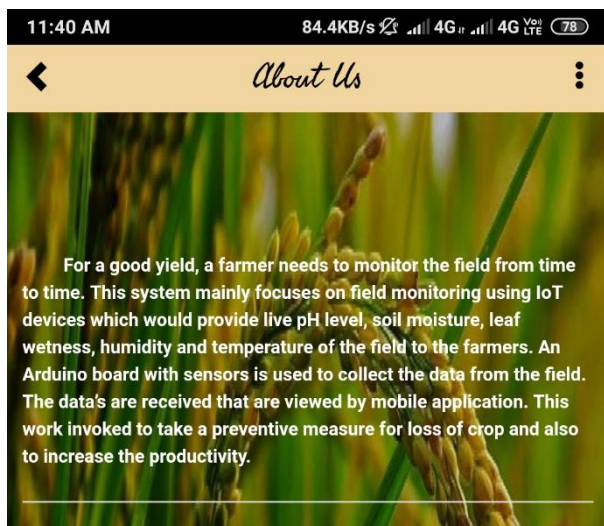 11:40 AM 84.4KB/s 4G 4G Vo) LTE 78
About Us
For a good yield, a farmer needs to monitor the field from time
to time. This system mainly focuses on field monitoring using IoT
devices which would provide live pH level, soil moisture, leaf
wetness, humidity and temperature of the field to the farmers. An
Arduino board with sensors is used to collect the data from the field.
The data's are received that are viewed by mobile application. This
work invoked to take a preventive measure for loss of crop and also
to increase the productivity.